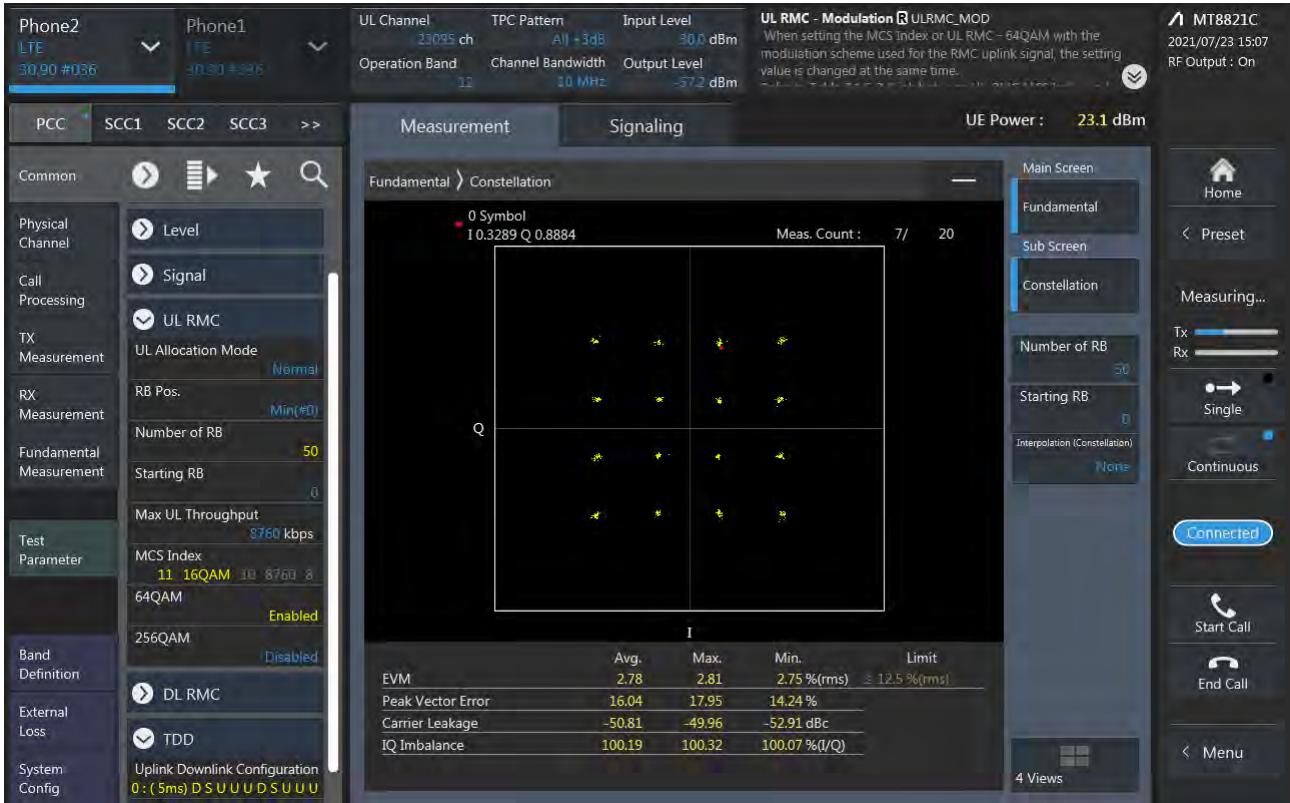 Phone2
LTE
30.90 #036
Phone1
LTE
UL Channel
23095 ch
TPC Pattern
All +3dB
Input Level
30.0 dBm
Operation Band
12
Channel Bandwidth
10 MHz
Output Level
-57.2 dBm
UL RMC - Modulation R ULRMC_MOD
When setting the MCS Index or UL RMC - 64QAM with the
modulation scheme used for the RMC uplink signal, the setting
value is changed at the same time.
MT8821C
2021/07/23 15:07
RF Output : On
PCC SCC1 SCC2 SCC3 >>
Measurement
Signaling
UE Power : 23.1 dBm
Common
Physical
Channel
Call
Processing
TX
Measurement
RX
Measurement
Fundamental
Measurement
Test
Parameter
Band
Definition
External
Loss
System
Config
Level
Signal
UL RMC
UL Allocation Mode
Normal
RB Pos.
Min(#0)
Number of RB
50
Starting RB
0
Max UL Throughput
8760 kbps
MCS Index
11 16QAM 10 8760 8
64QAM
Enabled
256QAM
Disabled
DL RMC
TDD
Uplink Downlink Configuration
0 : ( 5ms) D S U U U D S U U U
Fundamental > Constellation
0 Symbol
I 0.3289 Q 0.8884
Meas. Count : 7/ 20
Q
I
Avg. Max. Min. Limit
EVM 2.78 2.81 2.75 %(rms) ≦ 12.5 %(rms)
Peak Vector Error 16.04 17.95 14.24 %
Carrier Leakage -50.81 -49.96 -52.91 dBc
IQ Imbalance 100.19 100.32 100.07 %(I/Q)
Main Screen
Fundamental
Sub Screen
Constellation
Number of RB
50
Starting RB
0
Interpolation (Constellation)
None
4 Views
Home
< Preset
Measuring...
Tx
Rx
Single
Continuous
Connected
Start Call
End Call
< Menu